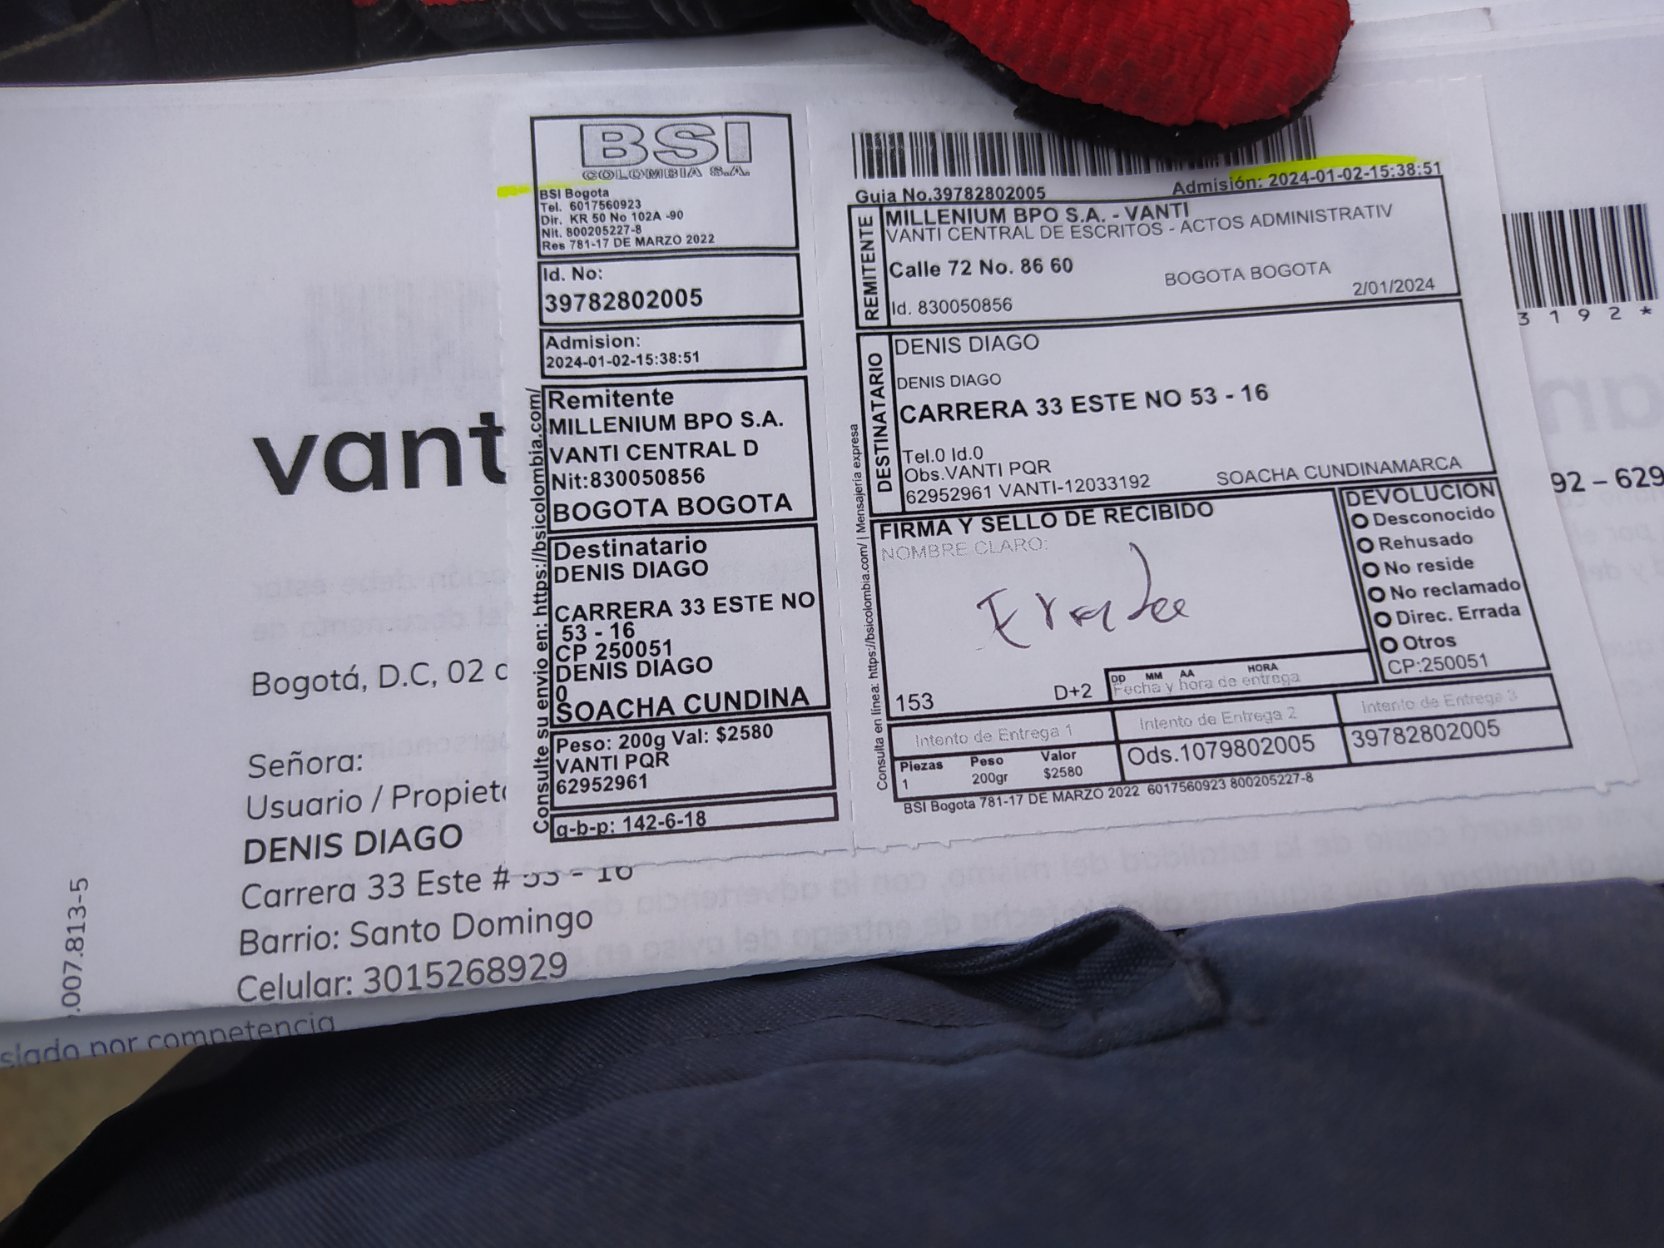 BSI
COLOMBIA S.A.
BSI Bogota
Tel. 6017560923
Dir. KR 50 No 102A -90
Nit. 800205227-8
Res 781-17 DE MARZO 2022
Id. No:
39782802005
Admision:
2024-01-02-15:38:51
Remitente
MILLENIUM BPO S.A.
VANTI CENTRAL D
Nit:830050856
BOGOTA BOGOTA
Destinatario
DENIS DIAGO
CARRERA 33 ESTE NO
53 - 16
CP 250051
DENIS DIAGO
0
SOACHA CUNDINA
Peso: 200g Val: $2580
VANTI PQR
62952961
g-b-p: 142-6-18
Consulte su envio en: https://bsicolombia.com/
Guia No.39782802005 Admisión: 2024-01-02-15:38:51
REMITENTE
MILLENIUM BPO S.A. - VANTI
VANTI CENTRAL DE ESCRITOS - ACTOS ADMINISTRATIV
Calle 72 No. 86 60 BOGOTA BOGOTA
Id. 830050856 2/01/2024
DESTINATARIO
DENIS DIAGO
DENIS DIAGO
CARRERA 33 ESTE NO 53 - 16
Tel.0 Id.0
Obs.VANTI PQR SOACHA CUNDINAMARCA
62952961 VANTI-12033192
FIRMA Y SELLO DE RECIBIDO
NOMBRE CLARO:
DEVOLUCION
Desconocido
Rehusado
No reside
No reclamado
Direc. Errada
Otros
CP:250051
153 D+2
DD MM AA HORA
Fecha y hora de entrega
Intento de Entrega 1 Intento de Entrega 2 Intento de Entrega 3
Piezas Peso Valor
1 200gr $2580
Ods.1079802005 39782802005
BSI Bogota 781-17 DE MARZO 2022 6017560923 800205227-8
Consulta en línea: https://bsicolombia.com/ | Mensajería expresa
3192*
92 – 629
vant
Bogotá, D.C, 02 d
Señora:
Usuario / Propiet
DENIS DIAGO
Carrera 33 Este # 53 - 16
Barrio: Santo Domingo
Celular: 3015268929
.007.813-5
slado por competencia